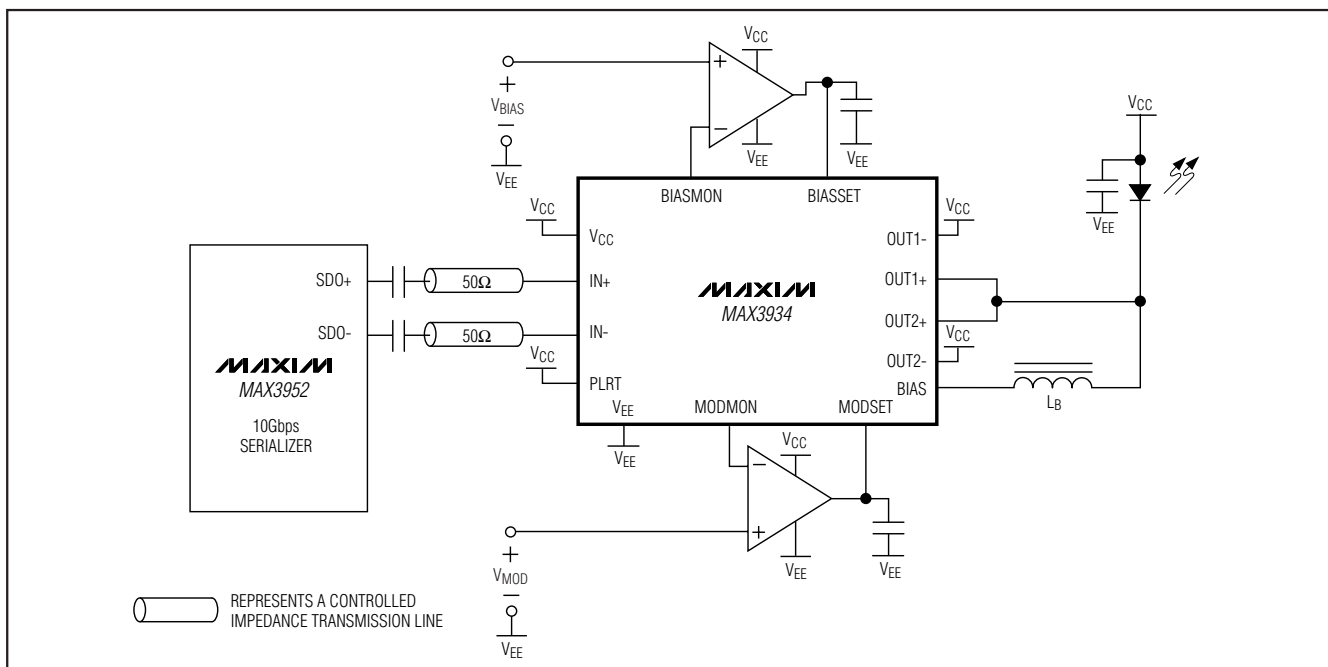 VCC
+
+
VBIAS
–
–
VEE
VEE
VEE
VCC
VEE
BIASMON
BIASSET
VCC
VCC
VCC
OUT1-
SDO+
50Ω
IN+
OUT1+
MAXIM
MAX3934
OUT2+
SDO-
50Ω
IN-
VCC
OUT2-
MAXIM
MAX3952
VCC
PLRT
BIAS
LB
10Gbps
SERIALIZER
VEE
MODMON
MODSET
VEE
VCC
–
+
+
VMOD
–
VEE
VEE
VEE
REPRESENTS A CONTROLLED
IMPEDANCE TRANSMISSION LINE